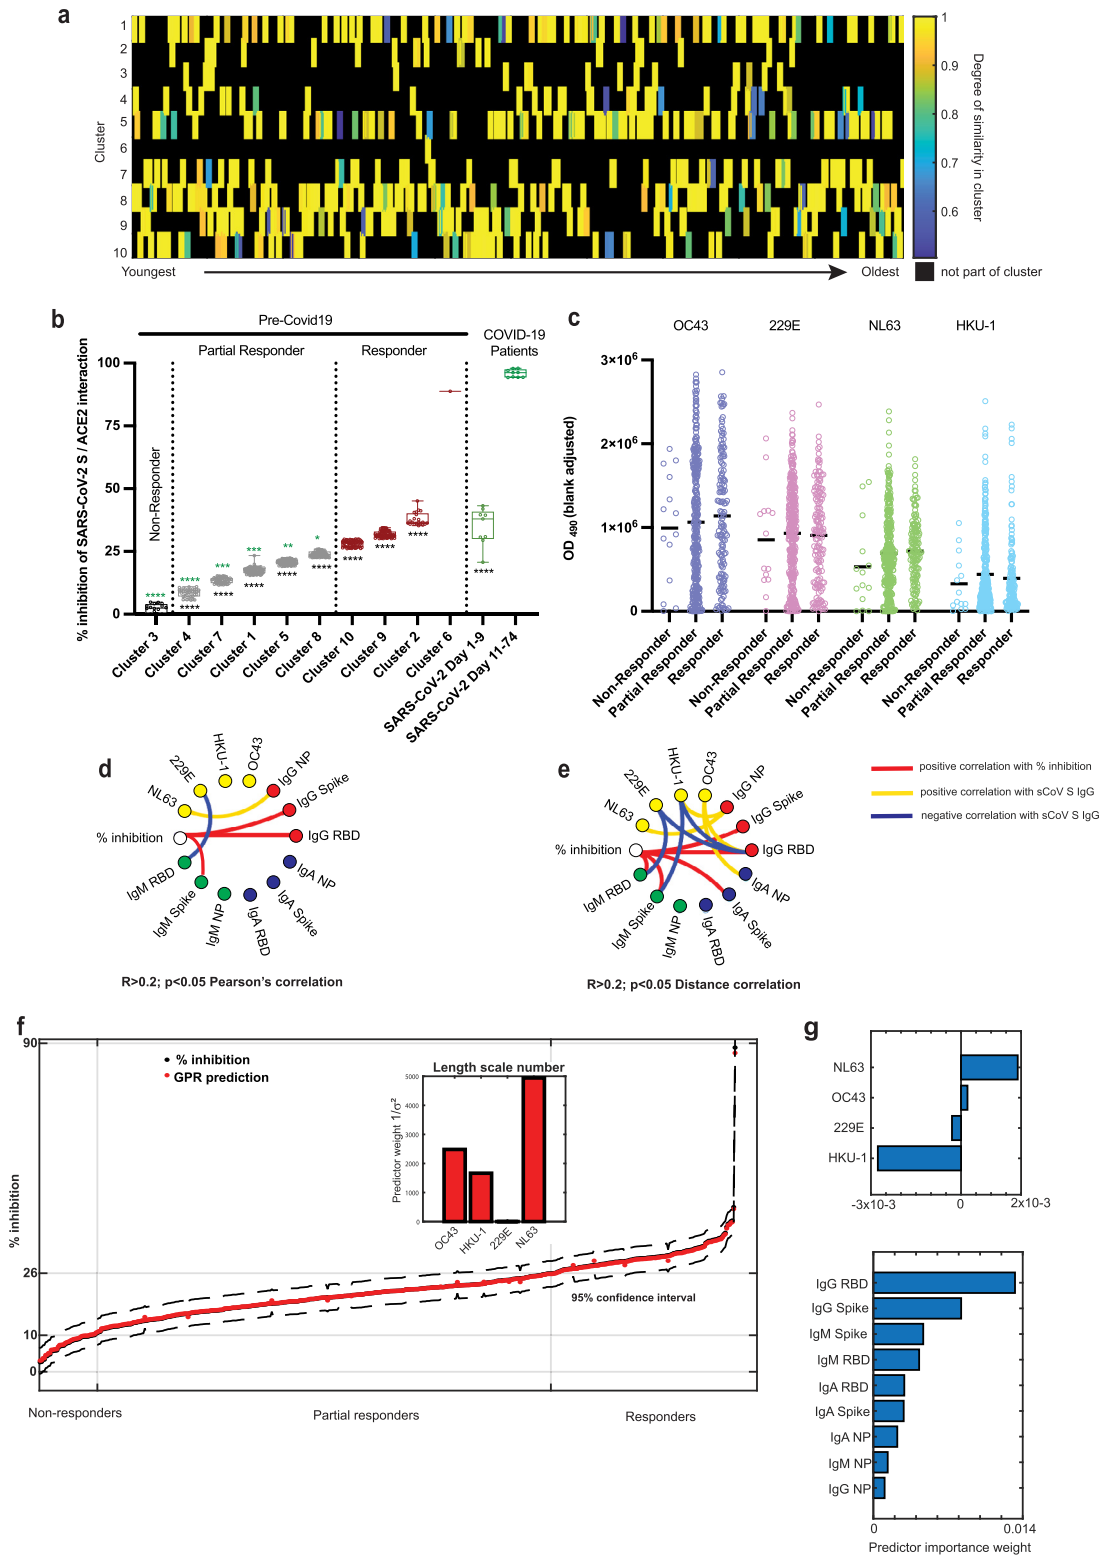 a
Cluster
1
2
3
4
5
6
7
8
9
10
Youngest
Oldest
1
0.9
0.8
0.7
0.6
Degree of similarity in cluster
not part of cluster
b
Pre-Covid19
COVID-19
Patients
Partial Responder
Responder
Non-Responder
% inhibition of SARS-CoV-2 S / ACE2 interaction
100
75
50
25
0
****
****
****
***
****
***
****
**
****
*
****
****
****
****
****
Cluster 3
Cluster 4
Cluster 7
Cluster 1
Cluster 5
Cluster 8
Cluster 10
Cluster 9
Cluster 2
Cluster 6
SARS-CoV-2 Day 1-9
SARS-CoV-2 Day 11-74
c
OC43
229E
NL63
HKU-1
OD 490 (blank adjusted)
3×10⁶
2×10⁶
1×10⁶
0
Non-Responder
Partial Responder
Responder
Non-Responder
Partial Responder
Responder
Non-Responder
Partial Responder
Responder
Non-Responder
Partial Responder
Responder
d
% inhibition
NL63
229E
HKU-1
OC43
IgG NP
IgG Spike
IgG RBD
IgA NP
IgA Spike
IgA RBD
IgM NP
IgM Spike
IgM RBD
R>0.2; p<0.05 Pearson's correlation
e
% inhibition
NL63
229E
HKU-1
OC43
IgG NP
IgG Spike
IgG RBD
IgA NP
IgA Spike
IgA RBD
IgM NP
IgM Spike
IgM RBD
R>0.2; p<0.05 Distance correlation
positive correlation with % inhibition
positive correlation with sCoV S IgG
negative correlation with sCoV S IgG
f
% inhibition
90
26
10
0
% inhibition
GPR prediction
Length scale number
Predictor weight 1/σ²
5000
4000
3000
2000
1000
0
OC43
HKU-1
229E
NL63
95% confidence interval
Non-responders
Partial responders
Responders
g
NL63
OC43
229E
HKU-1
-3x10-3
0
2x10-3
IgG RBD
IgG Spike
IgM Spike
IgM RBD
IgA RBD
IgA Spike
IgA NP
IgM NP
IgG NP
0
0.014
Predictor importance weight